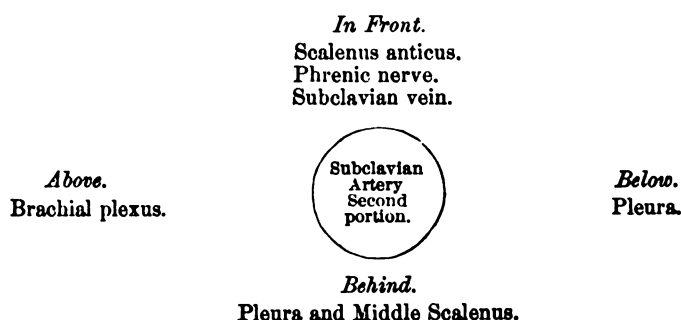 In Front.
Scalenus anticus.
Phrenic nerve.
Subclavian vein.
Above.
Brachial plexus.
Subclavian
Artery
Second
portion.
Below.
Pleura.
Behind.
Pleura and Middle Scalenus.